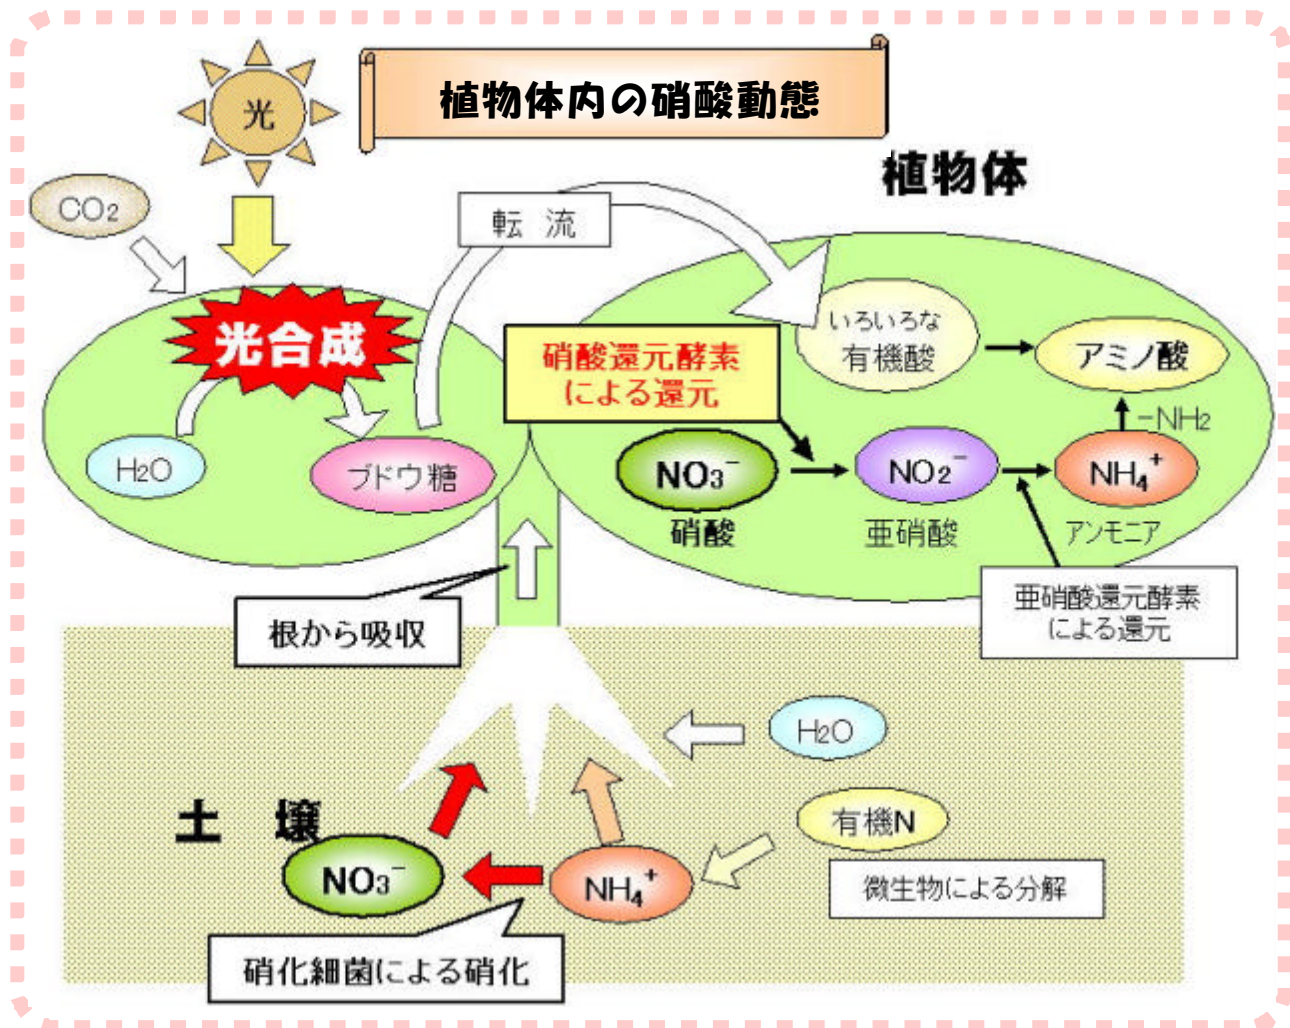 植物体内の硝酸動態
光
植物体
CO2
転 流
光合成
いろいろな
有機酸
アミノ酸
硝酸還元酵素
による還元
-NH2
H2O
ブドウ糖
NO3-
NO2-
NH4+
硝酸
亜硝酸
アンモニア
亜硝酸還元酵素
による還元
根から吸収
H2O
土 壌
有機N
NO3-
NH4+
微生物による分解
硝化細菌による硝化